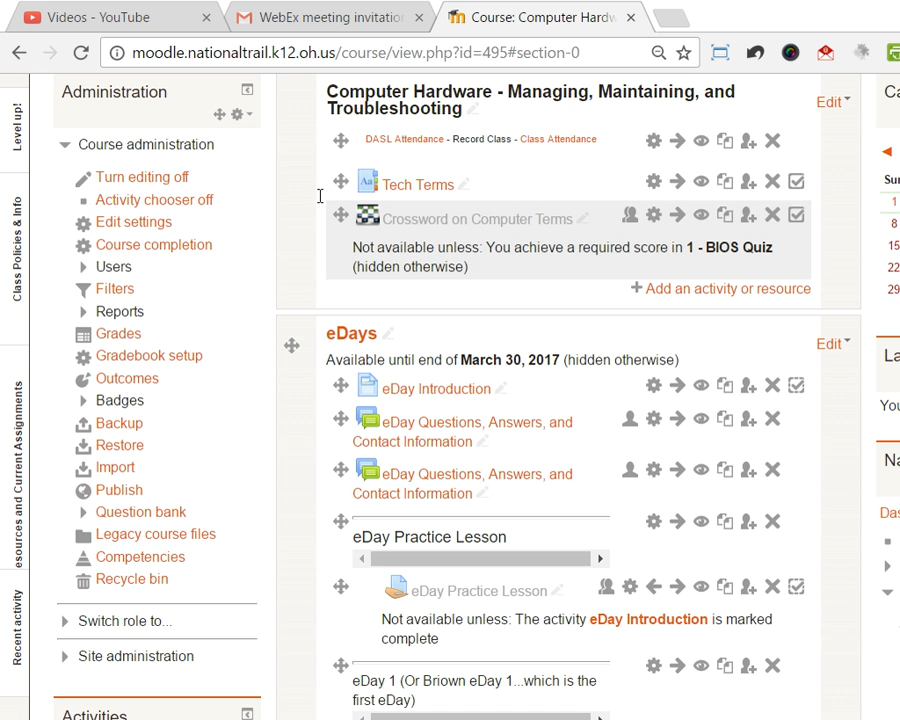 Videos - YouTube
WebEx meeting invitation
Course: Computer Hardw
moodle.nationaltrail.k12.oh.us/course/view.php?id=495#section-0
Level up!
Class Policies & Info
esources and Current Assignments
Recent activity
Administration
Course administration
Turn editing off
Activity chooser off
Edit settings
Course completion
Users
Filters
Reports
Grades
Gradebook setup
Outcomes
Badges
Backup
Restore
Import
Publish
Question bank
Legacy course files
Competencies
Recycle bin
Switch role to...
Site administration
Activities
Computer Hardware - Managing, Maintaining, and
Troubleshooting
Edit
DASL Attendance - Record Class - Class Attendance
Aa
Tech Terms
Crossword on Computer Terms
Not available unless: You achieve a required score in 1 - BIOS Quiz
(hidden otherwise)
Add an activity or resource
eDays
Edit
Available until end of March 30, 2017 (hidden otherwise)
eDay Introduction
eDay Questions, Answers, and
Contact Information
eDay Questions, Answers, and
Contact Information
eDay Practice Lesson
eDay Practice Lesson
Not available unless: The activity eDay Introduction is marked
complete
eDay 1 (Or Briown eDay 1...which is the
first eDay)
Ca
Sur
1
8
15
22
29
La
You
Na
Das